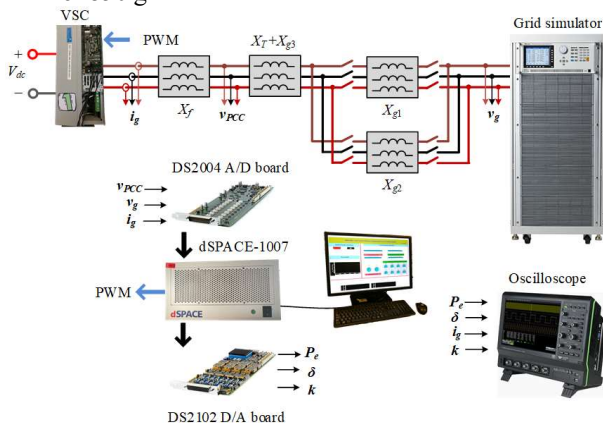 VSC
PWM
Grid simulator
+
V_dc
−
X_T+X_g3
X_f
X_g1
X_g2
i_g
v_PCC
v_g
DS2004 A/D board
v_PCC
v_g
i_g
dSPACE-1007
PWM
dSPACE
Oscilloscope
P_e
δ
i_g
k
P_e
δ
k
DS2102 D/A board